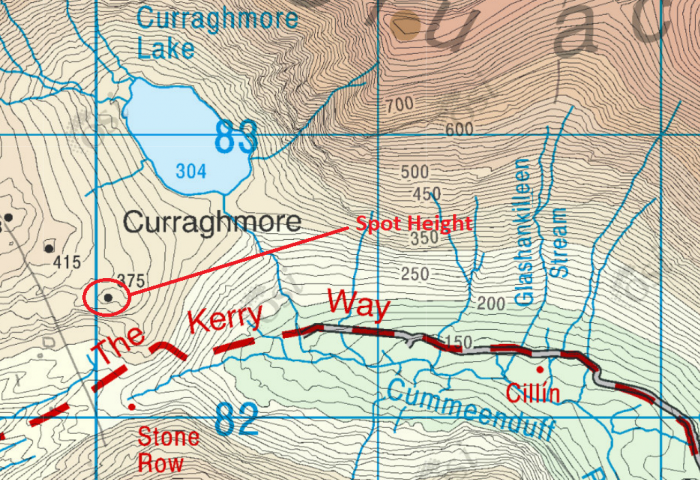 Curraghmore
Lake
u a c
700
83
600
304
500
450
Glashankilleen
Stream
Curraghmore
Spot Height
350
415
375
250
200
The Kerry Way
150
Cillín
Cummeenduff
82
Stone
Row